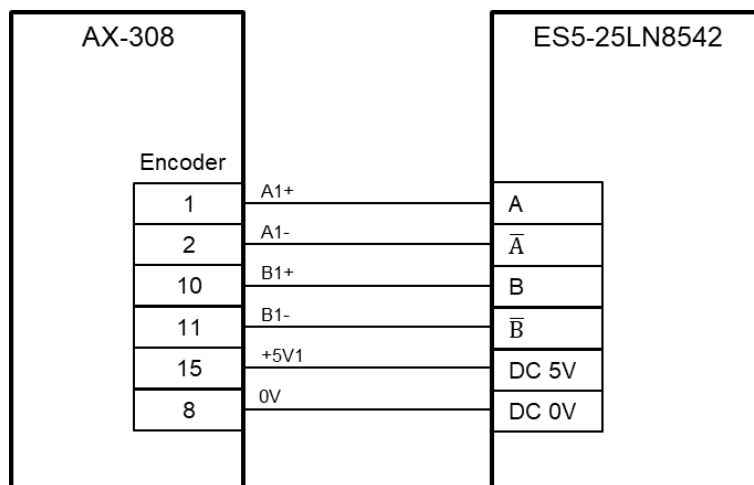 AX-308 ES5-25LN8542
Encoder
1 A1+ A
2 A1- A̅
10 B1+ B
11 B1- B̅
15 +5V1 DC 5V
8 0V DC 0V